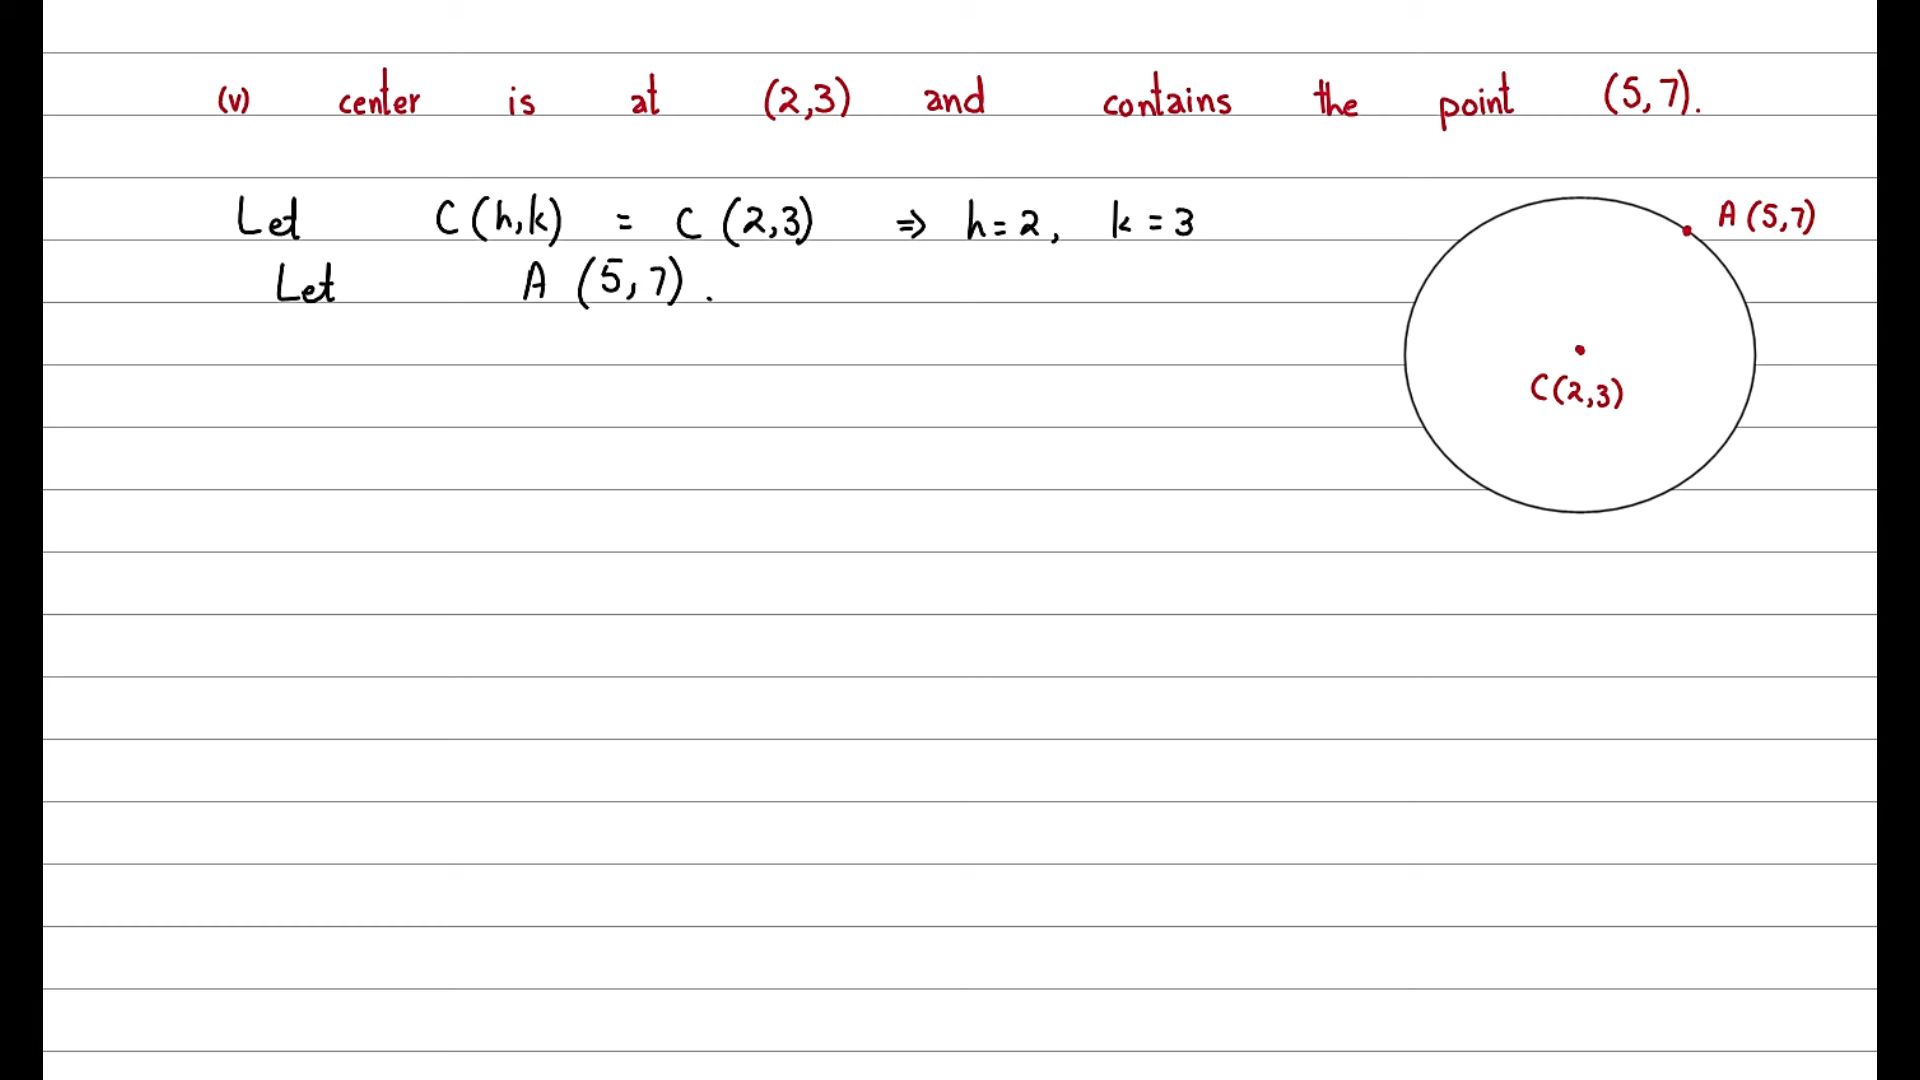 (v) center is at (2,3) and contains the point (5,7).
Let C(h,k) = C(2,3) ⇒ h=2, k=3
A(5,7)
Let A(5,7).
C(2,3)